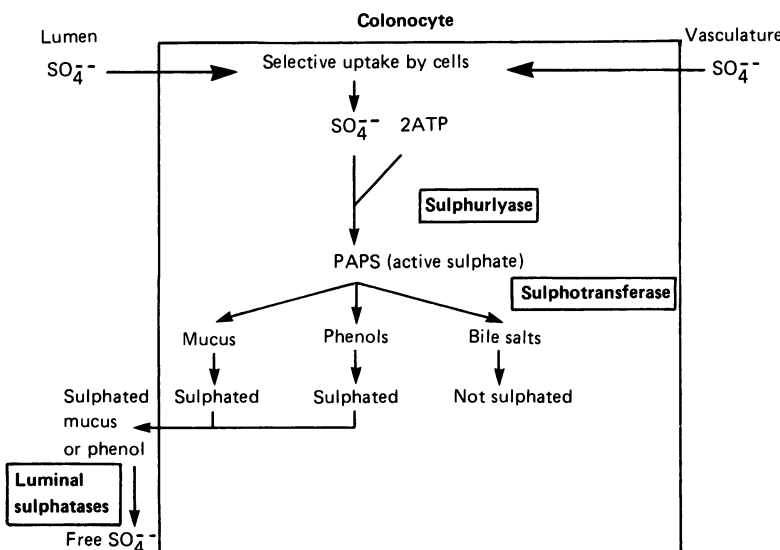 Colonocyte
Lumen
Vasculature
SO₄⁻⁻
Selective uptake by cells
SO₄⁻⁻
SO₄⁻⁻ 2ATP
Sulphurlyase
PAPS (active sulphate)
Sulphotransferase
Mucus
Phenols
Bile salts
Sulphated
Sulphated
Sulphated
Not sulphated
mucus
or phenol
Luminal
sulphatases
Free SO₄⁻⁻